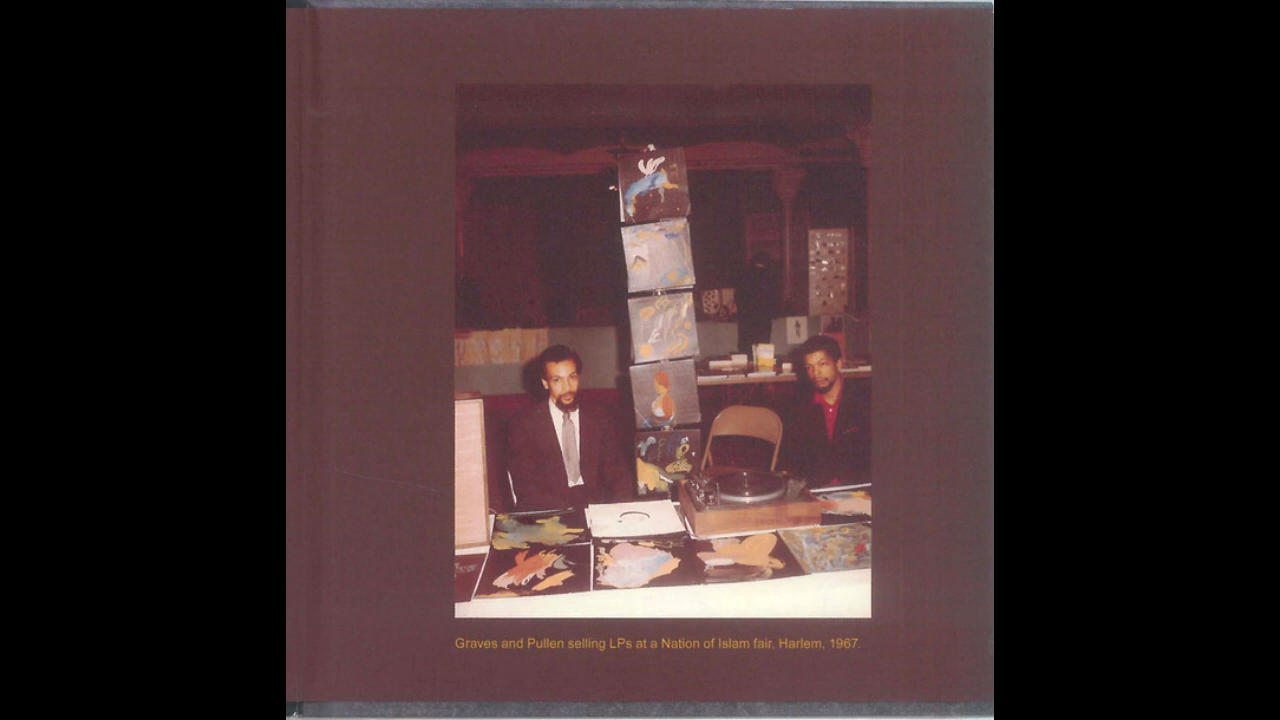 Graves and Pullen selling LPs at a Nation of Islam fair, Harlem, 1967.